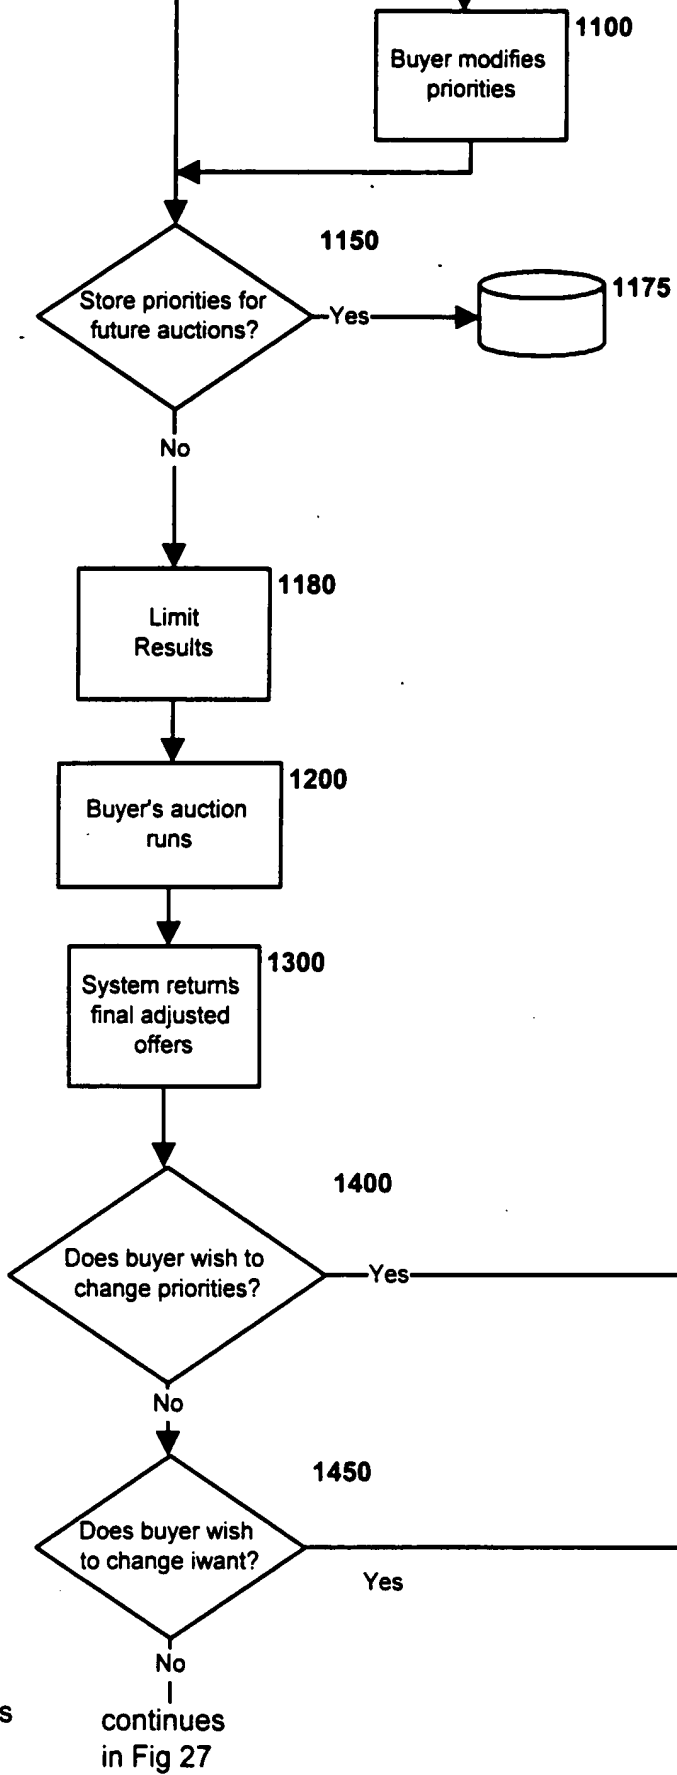 1100
Buyer modifies
priorities
1150
Store priorities for
future auctions?
Yes
1175
No
1180
Limit
Results
1200
Buyer's auction
runs
1300
System returns
final adjusted
offers
1400
Does buyer wish to
change priorities?
Yes
No
1450
Does buyer wish
to change iwant?
Yes
No
s
continues
in Fig 27